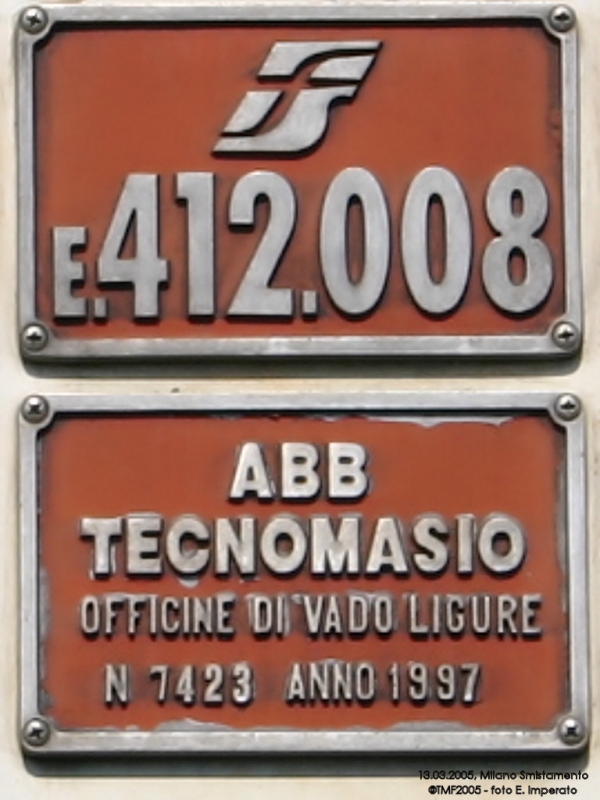 E.412.008
ABB
TECNOMASIO
OFFICINE DI VADO LIGURE
N 7423 ANNO 1997
13.03.2005, Milano Smistamento
©TMF2005 - foto E. Imperato